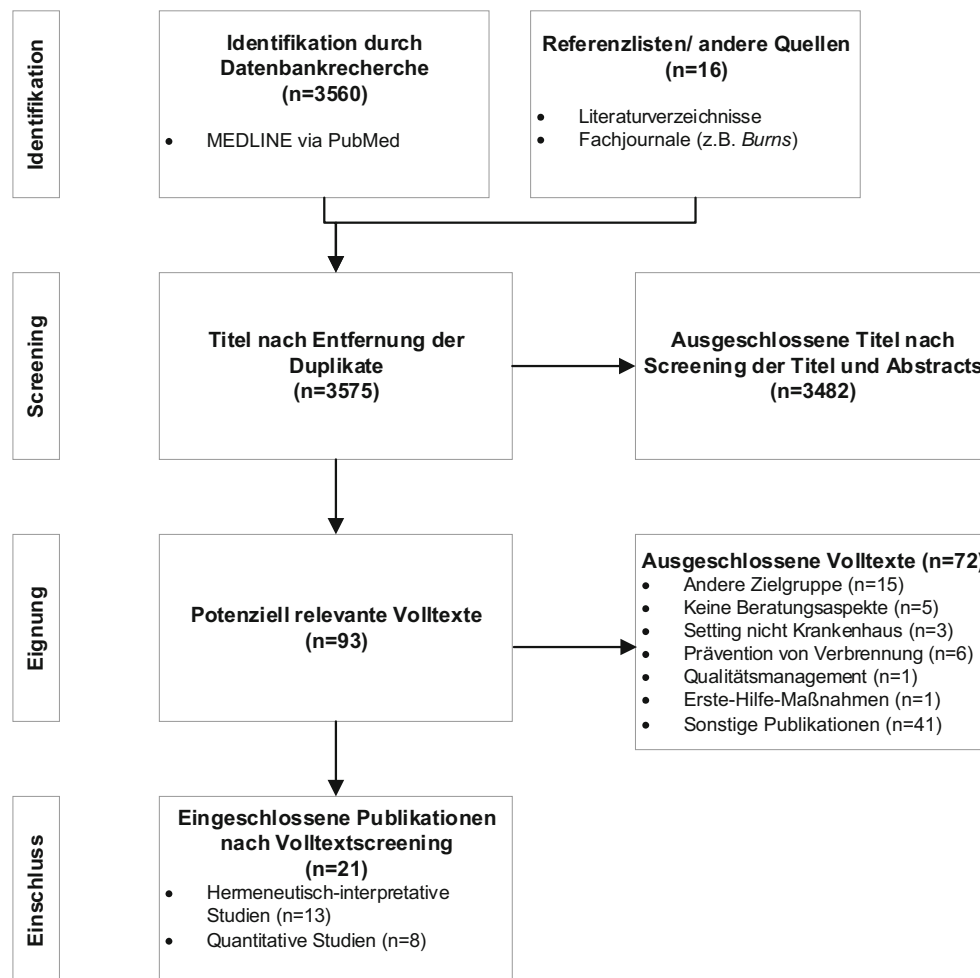 Identifikation
Identifikation durch
Datenbankrecherche
(n=3560)
• MEDLINE via PubMed
Referenzlisten/ andere Quellen
(n=16)
• Literaturverzeichnisse
• Fachjournale (z.B. Burns)
Screening
Titel nach Entfernung der
Duplikate
(n=3575)
Ausgeschlossene Titel nach
Screening der Titel und Abstracts
(n=3482)
Eignung
Potenziell relevante Volltexte
(n=93)
Ausgeschlossene Volltexte (n=72)
• Andere Zielgruppe (n=15)
• Keine Beratungsaspekte (n=5)
• Setting nicht Krankenhaus (n=3)
• Prävention von Verbrennung (n=6)
• Qualitätsmanagement (n=1)
• Erste-Hilfe-Maßnahmen (n=1)
• Sonstige Publikationen (n=41)
Einschluss
Eingeschlossene Publikationen
nach Volltextscreening
(n=21)
• Hermeneutisch-interpretative
Studien (n=13)
• Quantitative Studien (n=8)